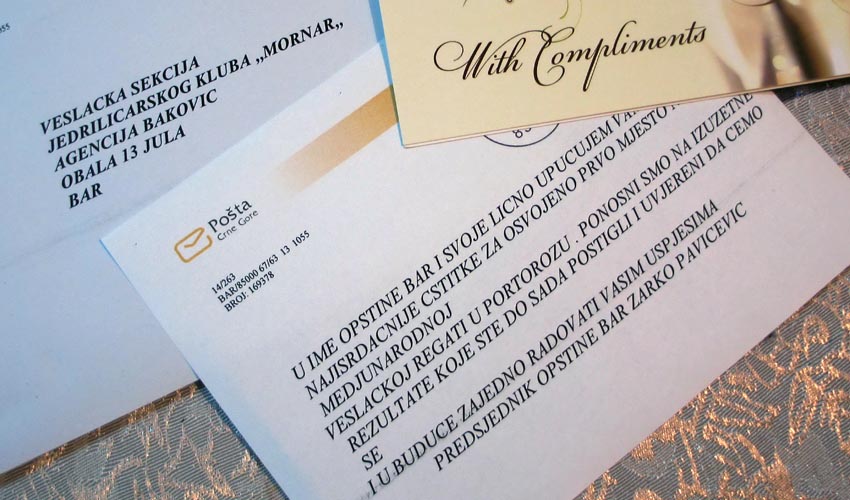 VESLACKA SEKCIJA
JEDRILICARSKOG KLUBA ,,MORNAR,,
AGENCIJA BAKOVIC
OBALA 13 JULA
BAR
With Compliments
Pošta
Crne Gore
14/263
BAR/85000 67/63 13 1055
BROJ: 169378
U IME OPSTINE BAR I SVOJE LICNO UPUCUJEM
NAJISRDACNIJE CSTITKE ZA OSVOJENO PRVO MJESTO
MEDJUNARODNOJ
VESLACKOJ REGATI U PORTOROZU . PONOSNI SMO NA IZUZETNE
REZULTATE KOJE STE DO SADA POSTIGLI I UVJERENI DA CEMO
SE
I U BUDUCE ZAJEDNO RADOVATI VASIM USPJESIMA
PREDSJEDNIK OPSTINE BAR ZARKO PAVICEVIC